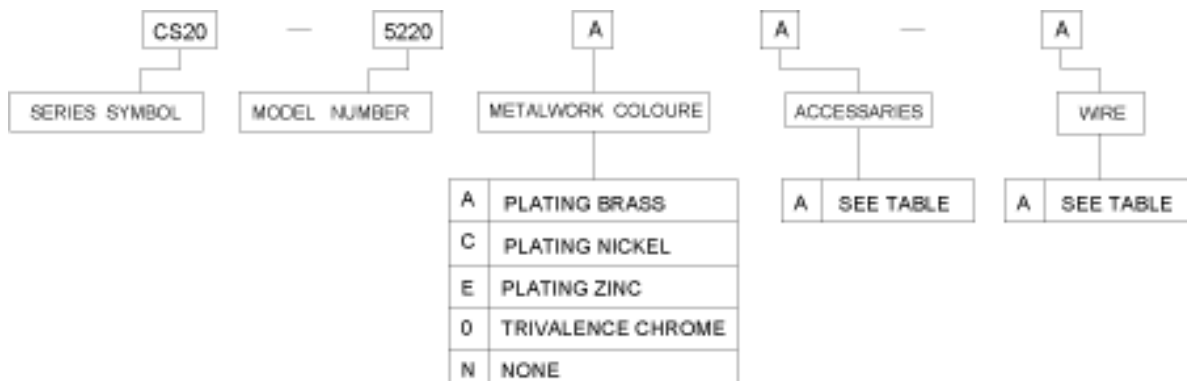 CS20 — 5220 A A — A
SERIES SYMBOL MODEL NUMBER METALWORK COLOURE ACCESSARIES WIRE
A PLATING BRASS A SEE TABLE A SEE TABLE
C PLATING NICKEL
E PLATING ZINC
0 TRIVALENCE CHROME
N NONE